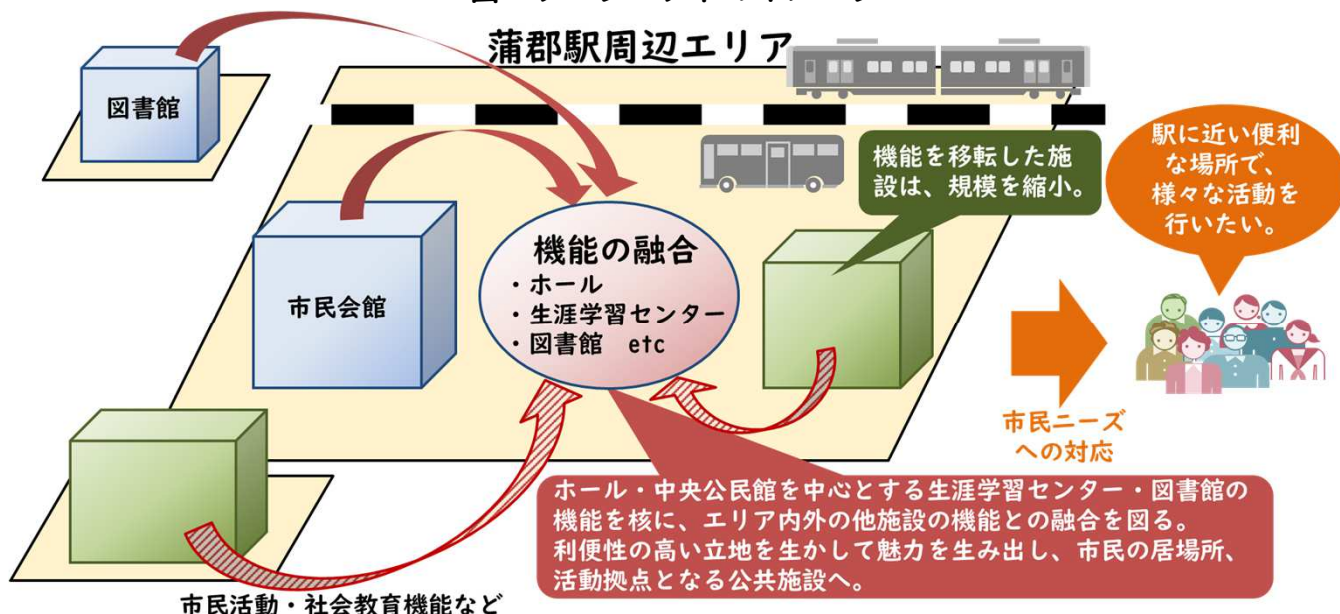 蒲郡駅周辺エリア
図書館
市民会館
機能の融合
・ホール
・生涯学習センター
・図書館 etc
機能を移転した施
設は、規模を縮小。
駅に近い便利
な場所で、
様々な活動を
行いたい。
市民ニーズ
への対応
ホール・中央公民館を中心とする生涯学習センター・図書館の
機能を核に、エリア内外の他施設の機能との融合を図る。
利便性の高い立地を生かして魅力を生み出し、市民の居場所、
活動拠点となる公共施設へ。
市民活動・社会教育機能など